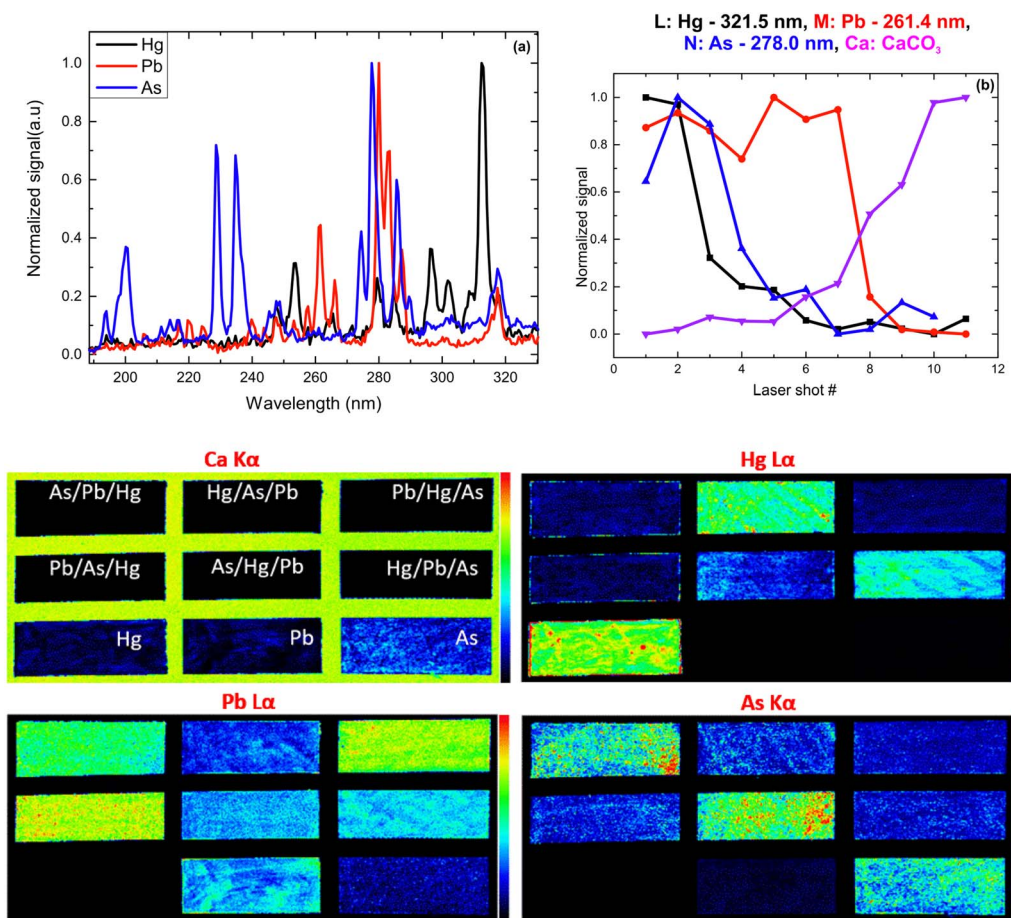 (a)
Hg
Pb
As
Normalized signal(a.u)
1.0
0.8
0.6
0.4
0.2
0.0
200 220 240 260 280 300 320
Wavelength (nm)
L: Hg - 321.5 nm, M: Pb - 261.4 nm,
N: As - 278.0 nm, Ca: CaCO₃
(b)
Normalized signal
1.0
0.8
0.6
0.4
0.2
0.0
0 2 4 6 8 10 12
Laser shot #
Ca Kα
As/Pb/Hg Hg/As/Pb Pb/Hg/As
Pb/As/Hg As/Hg/Pb Hg/Pb/As
Hg Pb As
Hg Lα
Pb Lα
As Kα